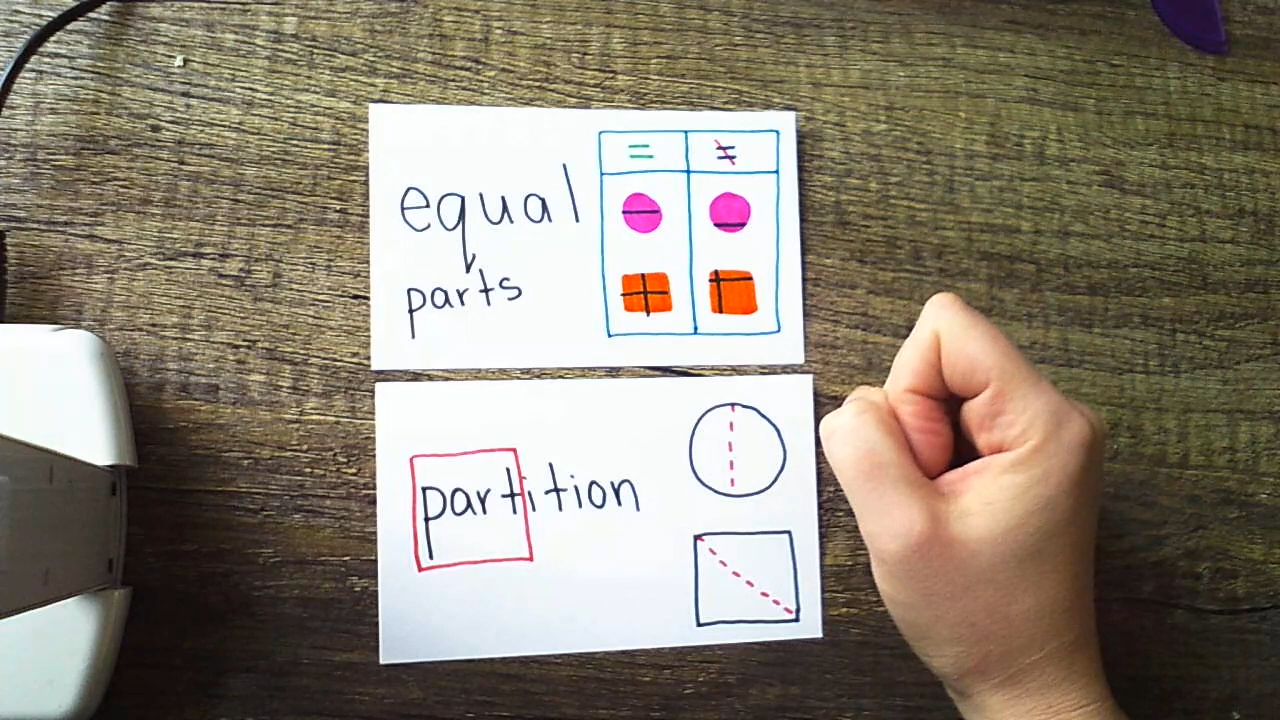 equal
parts
= ≠
partition